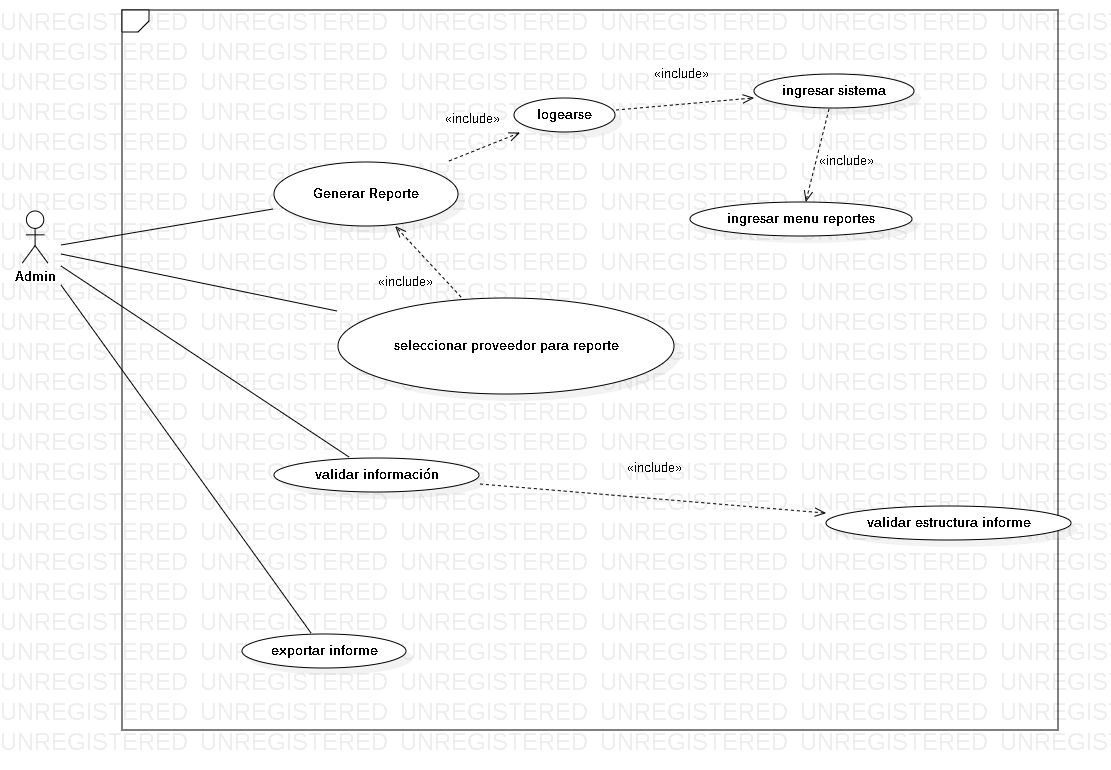 UNREGISTERED
«include»
ingresar sistema
«include»
logearse
«include»
Generar Reporte
ingresar menu reportes
Admin
«include»
seleccionar proveedor para reporte
validar información
«include»
validar estructura informe
exportar informe